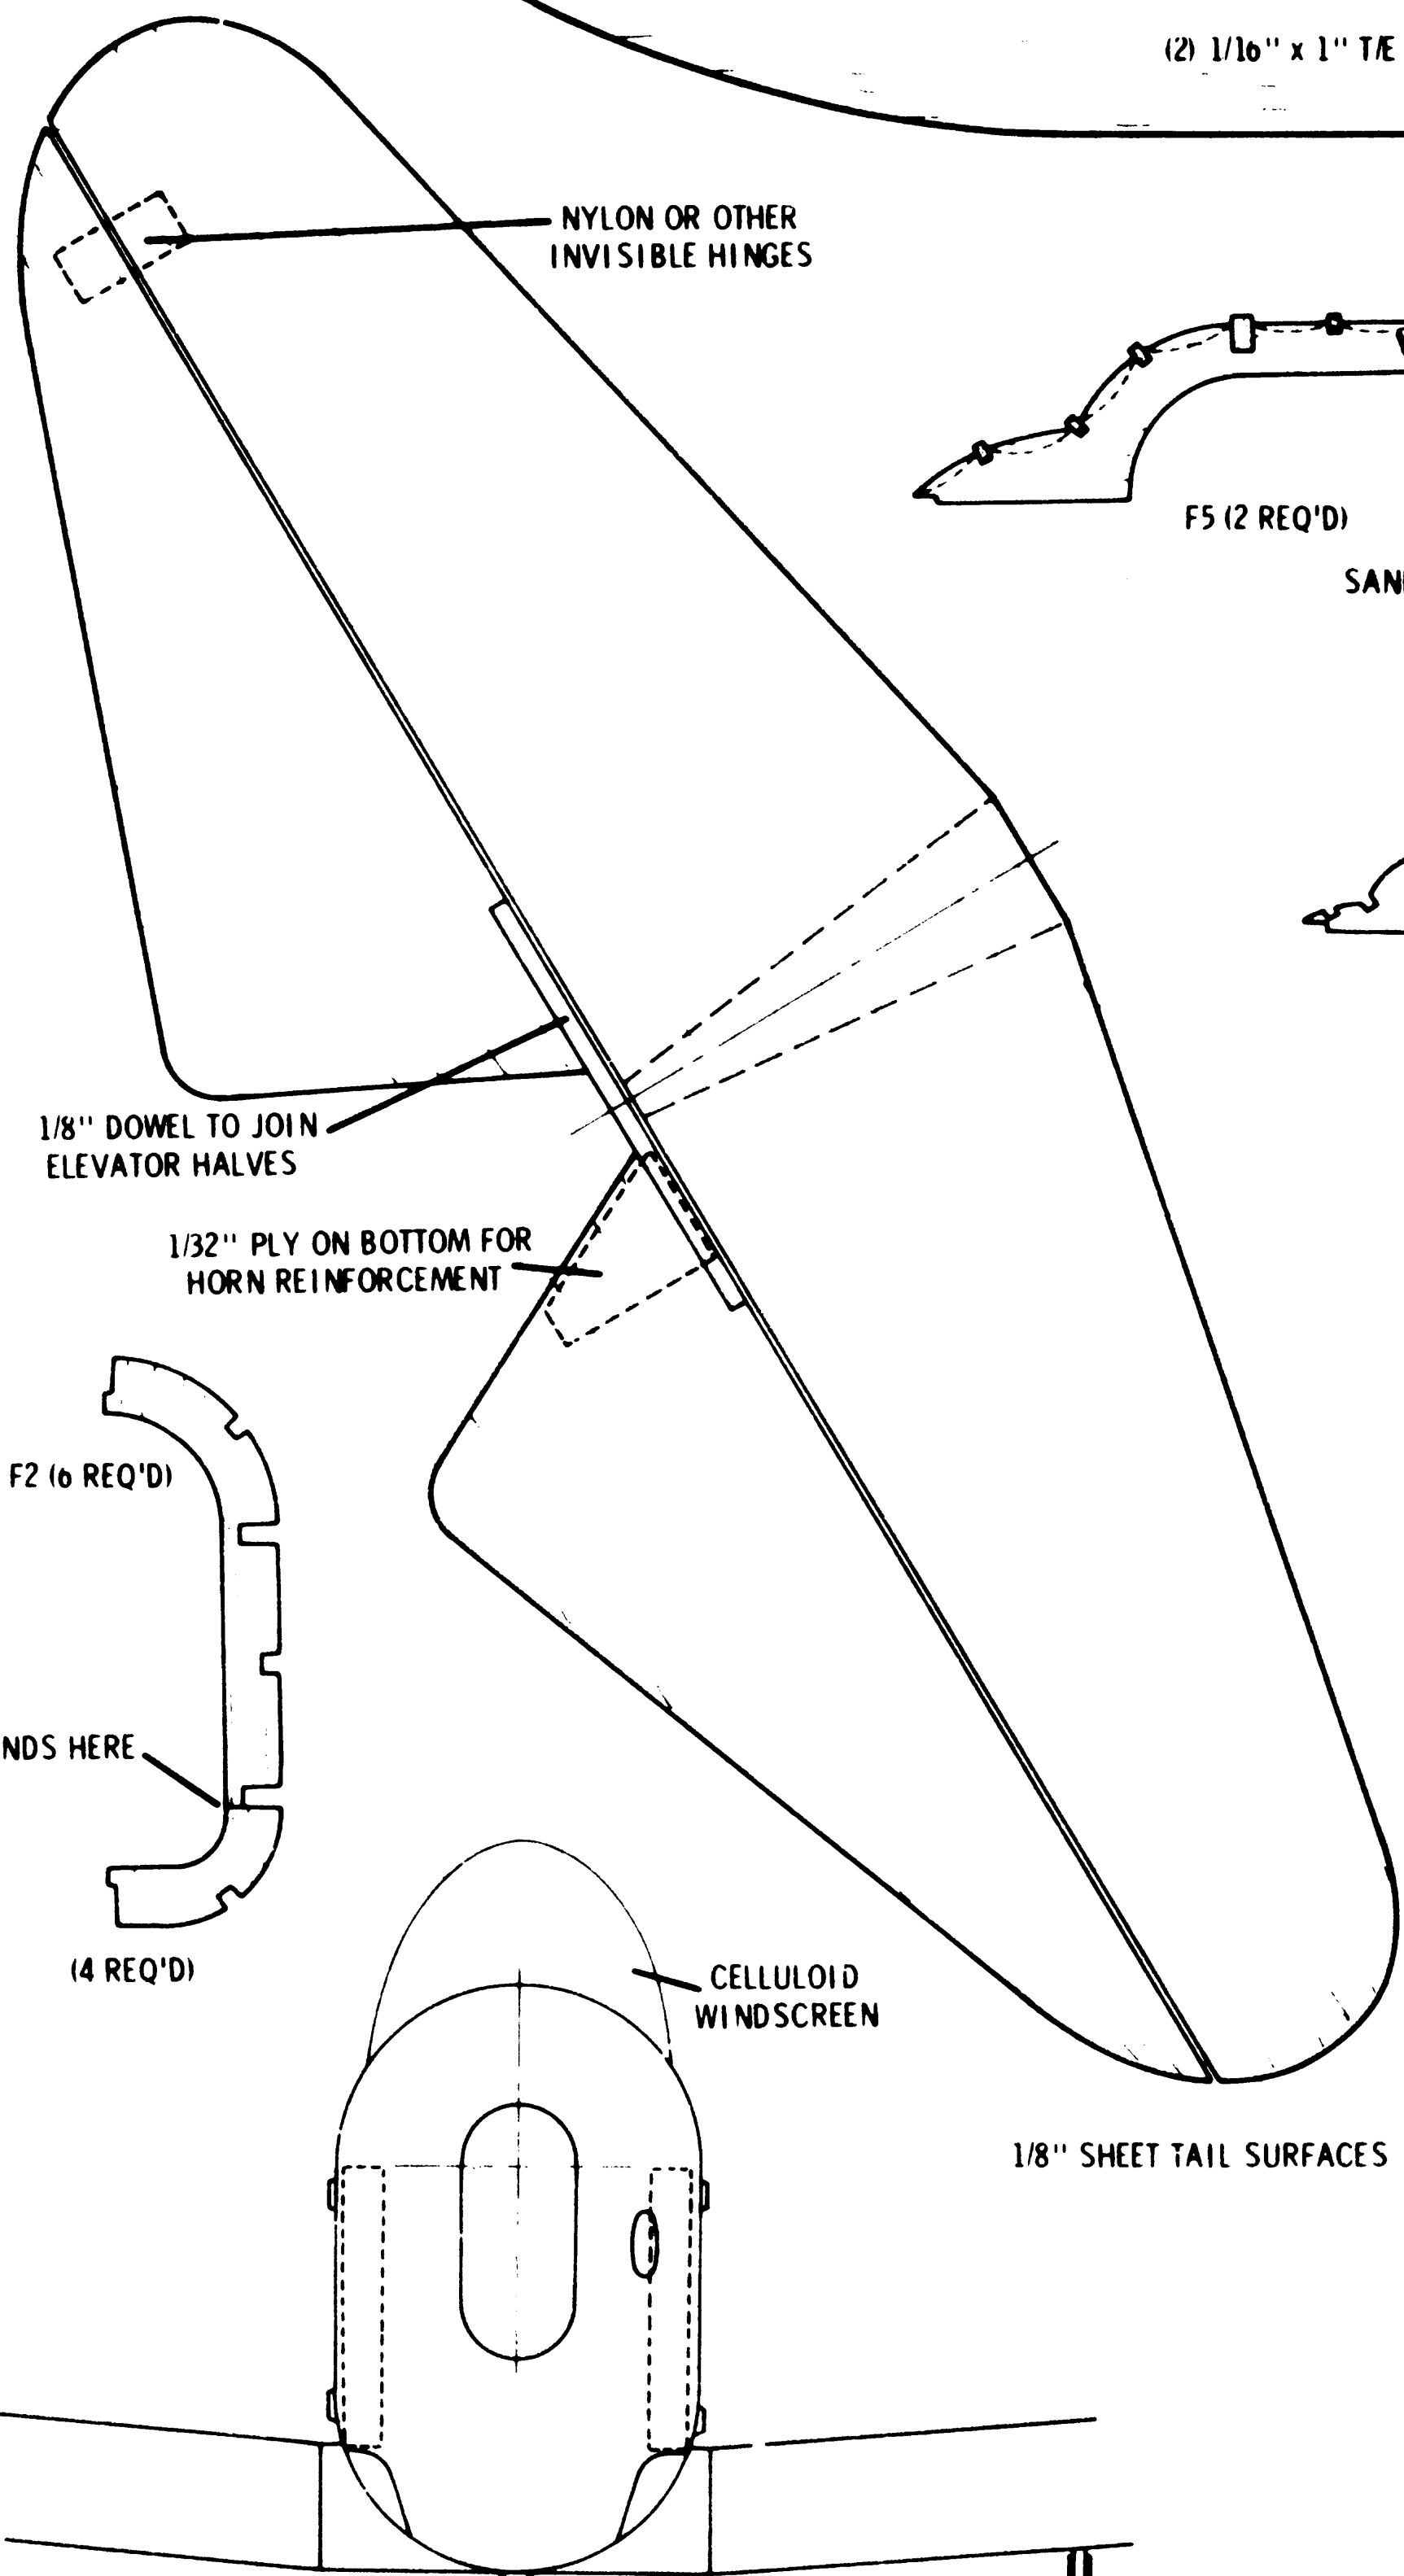 (2) 1/16" x 1" T/E
NYLON OR OTHER
INVISIBLE HINGES
F5 (2 REQ'D)
1/8" DOWEL TO JOIN
ELEVATOR HALVES
1/32" PLY ON BOTTOM FOR
HORN REINFORCEMENT
F2 (6 REQ'D)
NDS HERE
(4 REQ'D)
CELLULOID
WINDSCREEN
1/8" SHEET TAIL SURFACES